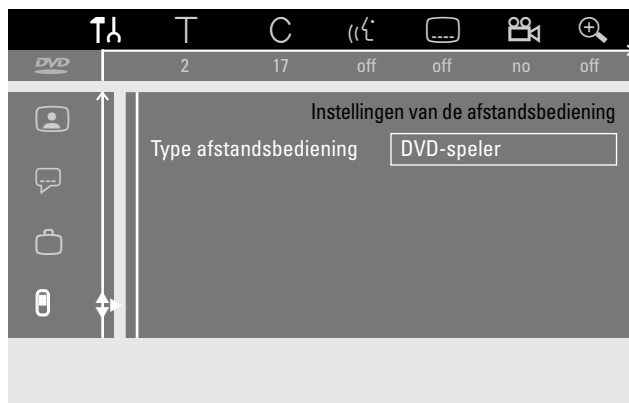 T C
DVD 2 17 off off no off
Instellingen van de afstandsbediening
Type afstandsbediening DVD-speler